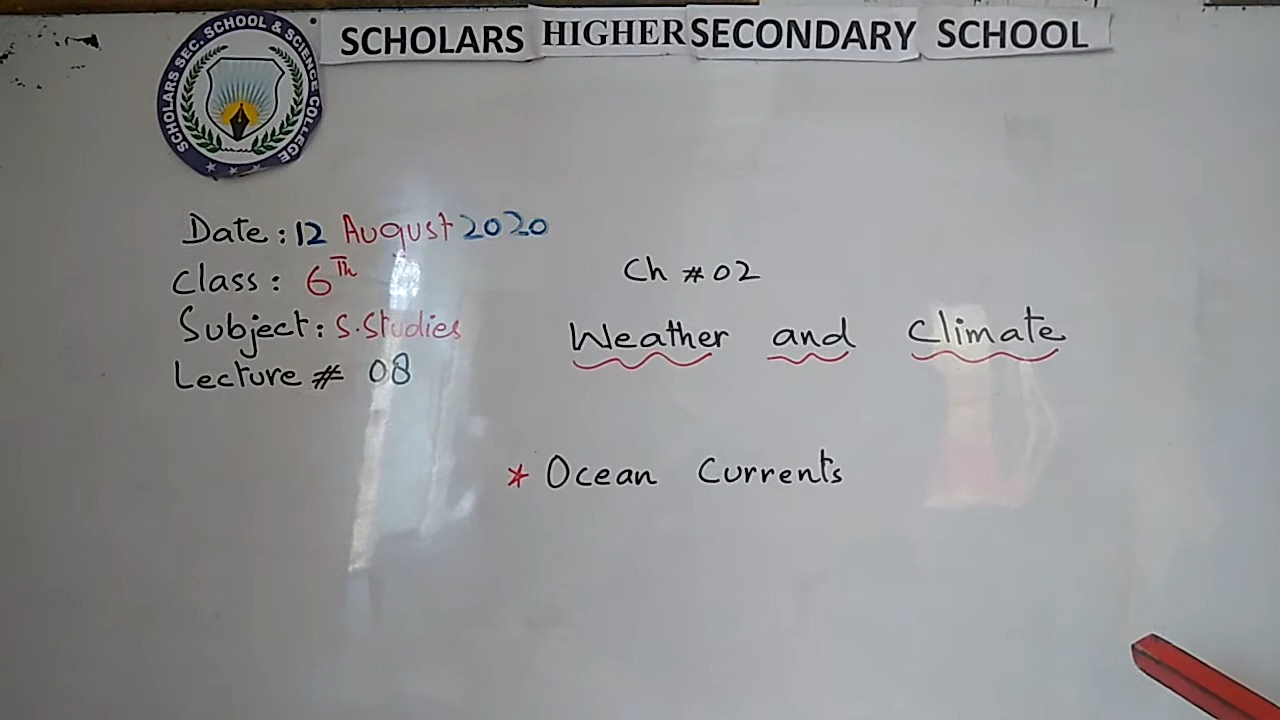 SCHOLARS HIGHER SECONDARY SCHOOL
SCHOLARS SEC. SCHOOL & SCIENCE COLLEGE
Date: 12 August 2020
Class: 6Th
Subject: S.Studies
Lecture # 08
Ch # 02
Weather and Climate
* Ocean Currents